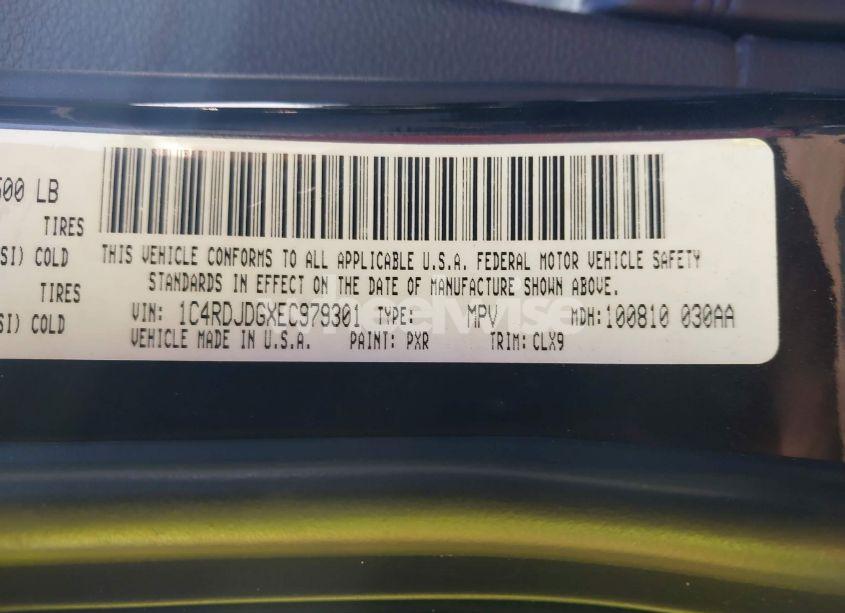 500 LB
TIRES
SI) COLD
TIRES
SI) COLD
THIS VEHICLE CONFORMS TO ALL APPLICABLE U.S.A. FEDERAL MOTOR VEHICLE SAFETY
STANDARDS IN EFFECT ON THE DATE OF MANUFACTURE SHOWN ABOVE.
VIN: 1C4RDJDGXEC979301 TYPE: MPV MDH:100810 030AA
VEHICLE MADE IN U.S.A. PAINT: PXR TRIM: CLX9
wheelwise